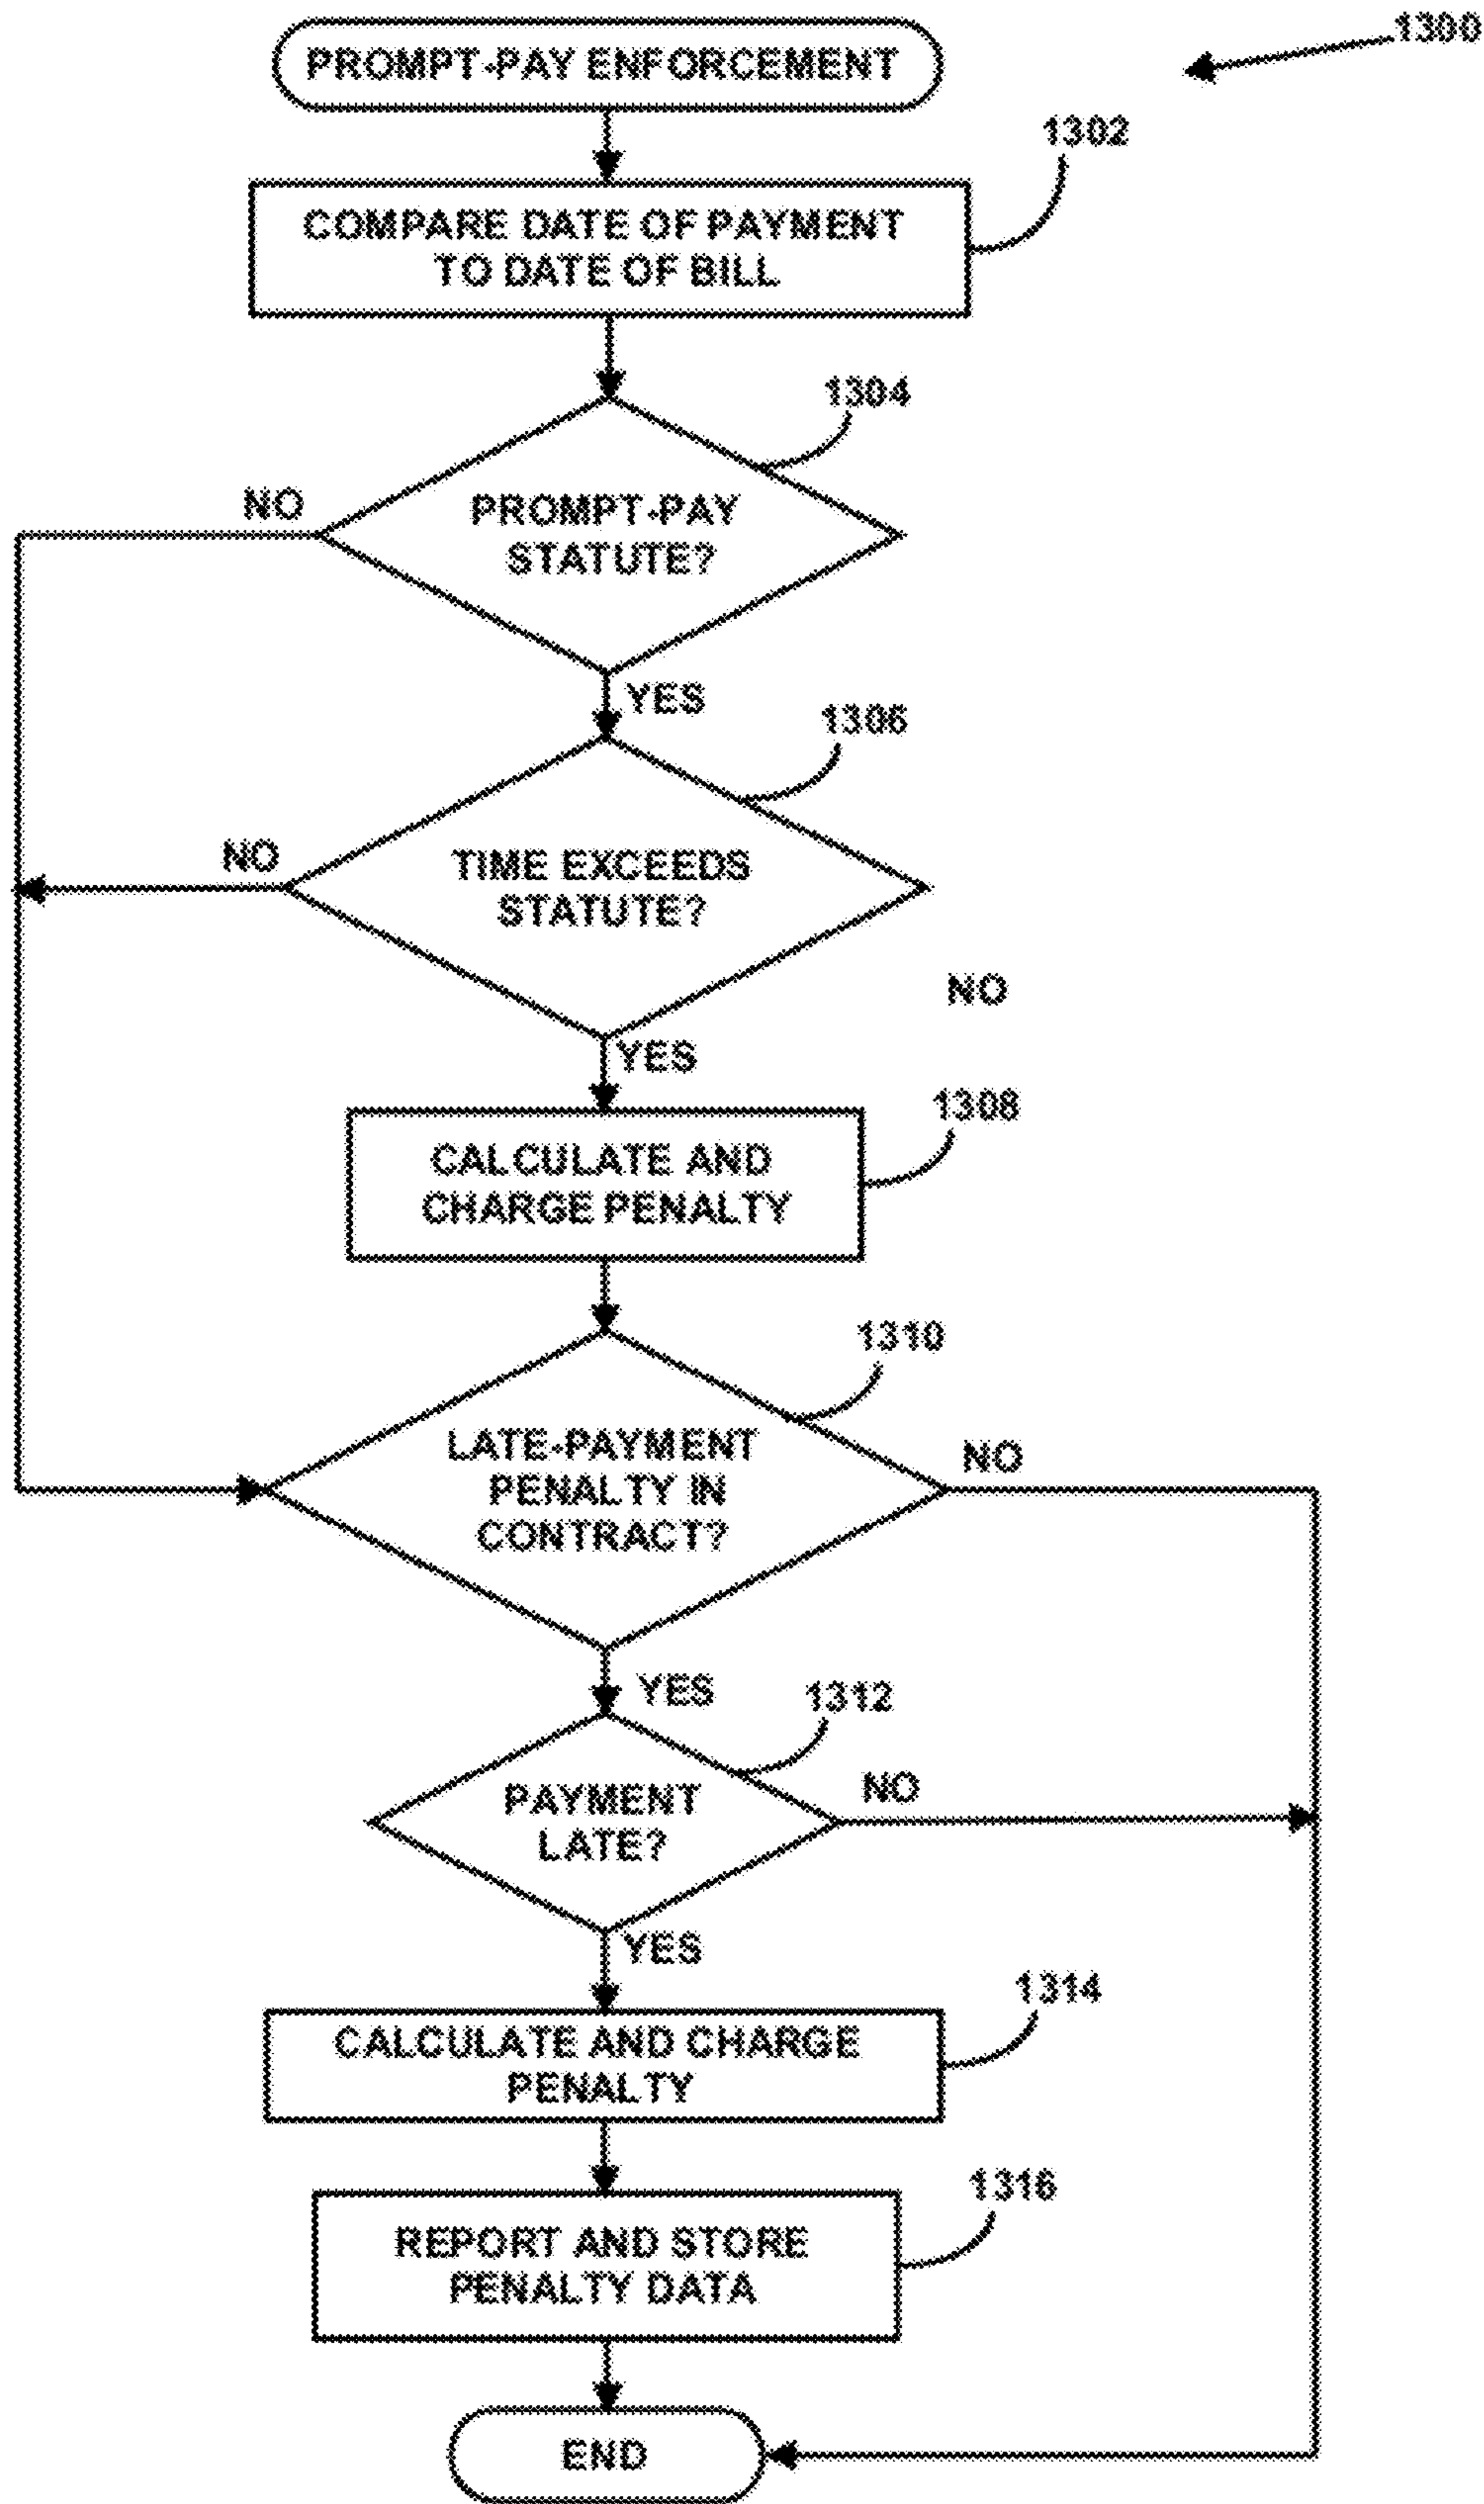 1300
PROMPT-PAY ENFORCEMENT
1302
COMPARE DATE OF PAYMENT
TO DATE OF BILL
1304
NO
PROMPT-PAY
STATUTE?
YES
1306
NO
TIME EXCEEDS
STATUTE?
NO
YES
1308
CALCULATE AND
CHARGE PENALTY
1310
LATE-PAYMENT
PENALTY IN
CONTRACT?
NO
YES
1312
PAYMENT
LATE?
NO
YES
1314
CALCULATE AND CHARGE
PENALTY
1316
REPORT AND STORE
PENALTY DATA
END